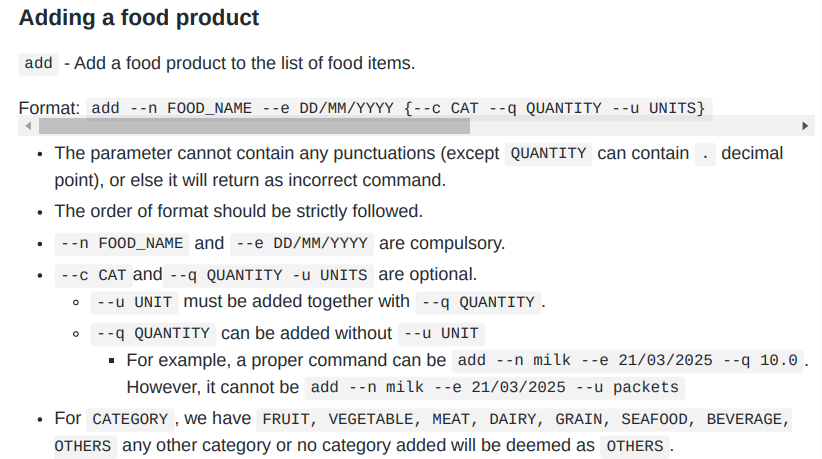 Adding a food product
add - Add a food product to the list of food items.
Format: add --n FOOD_NAME --e DD/MM/YYYY {--c CAT --q QUANTITY --u UNITS}
• The parameter cannot contain any punctuations (except QUANTITY can contain . decimal
point), or else it will return as incorrect command.
• The order of format should be strictly followed.
• --n FOOD_NAME and --e DD/MM/YYYY are compulsory.
• --c CAT and --q QUANTITY -u UNITS are optional.
◦ --u UNIT must be added together with --q QUANTITY.
◦ --q QUANTITY can be added without --u UNIT
▪ For example, a proper command can be add --n milk --e 21/03/2025 --q 10.0.
However, it cannot be add --n milk --e 21/03/2025 --u packets
• For CATEGORY, we have FRUIT, VEGETABLE, MEAT, DAIRY, GRAIN, SEAFOOD, BEVERAGE,
OTHERS any other category or no category added will be deemed as OTHERS.